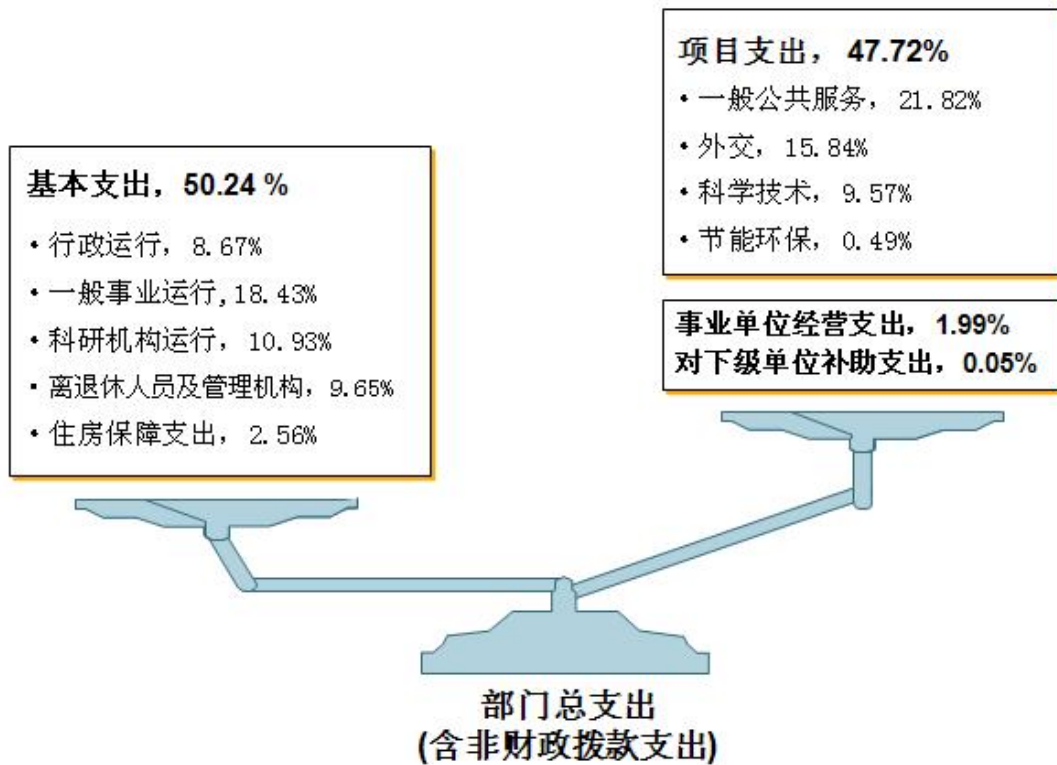 基本支出，50.24 %
•行政运行，8.67%
•一般事业运行,18.43%
•科研机构运行，10.93%
•离退休人员及管理机构，9.65%
•住房保障支出，2.56%
项目支出，47.72%
•一般公共服务，21.82%
•外交，15.84%
•科学技术，9.57%
•节能环保，0.49%
事业单位经营支出，1.99%
对下级单位补助支出，0.05%
部门总支出
(含非财政拨款支出)